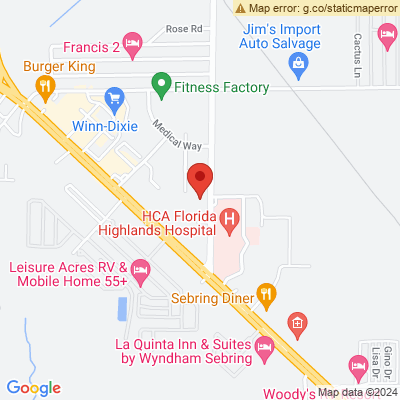 Map error: g.co/staticmaperror
Rose Rd
Francis 2
Jim's Import
Auto Salvage
Cactus Ln
Burger King
Fitness Factory
Winn-Dixie
Medical Way
HCA Florida
Highlands Hospital
H
Leisure Acres RV &
Mobile Home 55+
Sebring Diner
La Quinta Inn & Suites
by Wyndham Sebring
Gino Dr
Lisa Dr
Woody's
Google
Map data ©2024